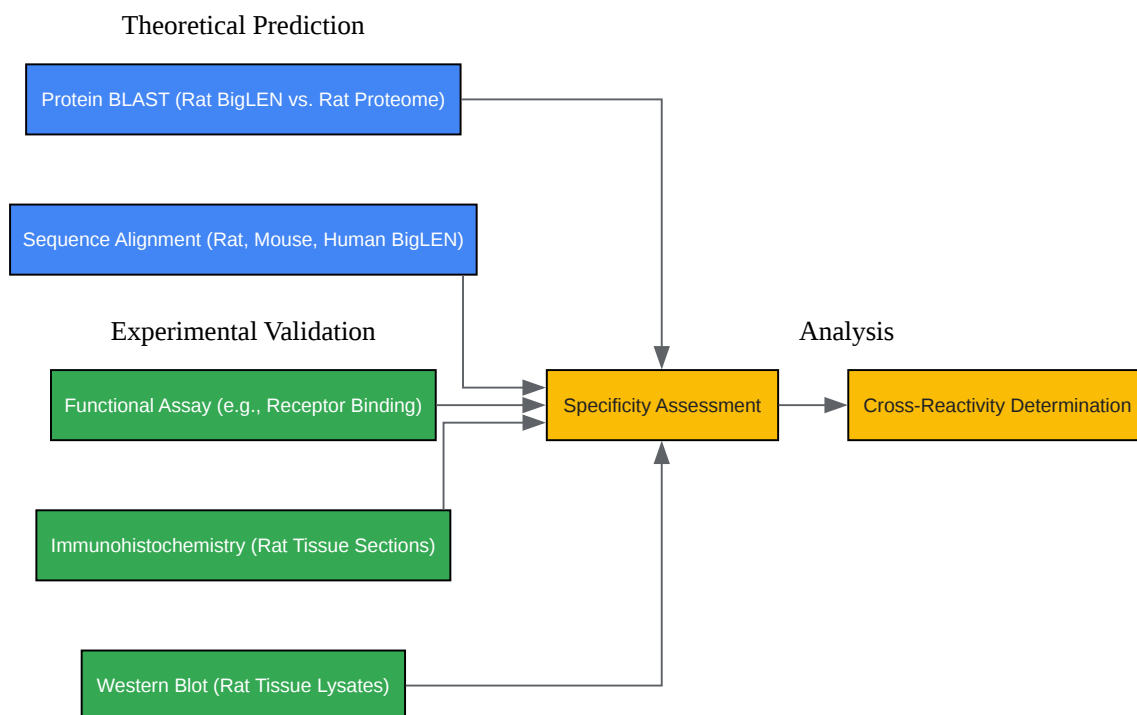 Theoretical Prediction
Protein BLAST (Rat BigLEN vs. Rat Proteome)
Sequence Alignment (Rat, Mouse, Human BigLEN)
Experimental Validation
Analysis
Functional Assay (e.g., Receptor Binding)
Specificity Assessment
Cross-Reactivity Determination
Immunohistochemistry (Rat Tissue Sections)
Western Blot (Rat Tissue Lysates)